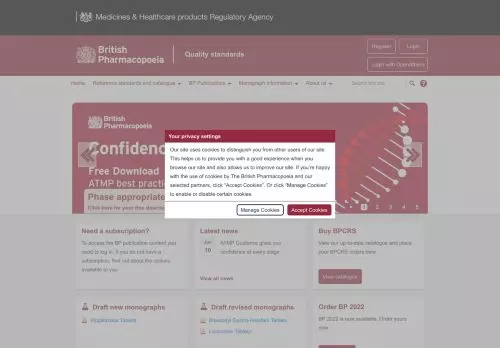 Medicines & Healthcare products Regulatory Agency
British
Pharmacopoeia
Quality standards
Register
Login
Login with OpenAthens
Home
Reference standards and catalogue
BP Publications
Monograph information
About us
Search this site
British
Pharmacopoeia
Confidenc
Free Download
ATMP best practic
Phase appropriate
Click here for your free down
1 2 3 4 5
Your privacy settings
Our site uses cookies to distinguish you from other users of our site.
This helps us to provide you with a good experience when you
browse our site and also allows us to improve our site. If you're happy
with the use of cookies by The British Pharmacopoeia and our
selected partners, click "Accept Cookies". Or click "Manage Cookies"
to enable or disable certain cookies.
Manage Cookies
Accept Cookies
Need a subscription?
To access the BP publication content you
need to log in. If you do not have a
subscription, find out about the options
available to you.
Latest news
10
ATMP Guidance gives you
confidence at every stage
View all news
Buy BPCRS
View our up-to-date catalogue and place
your BPCRS orders here
View catalogue
Draft new monographs
Tablets
Draft revised monographs
Tablets
Tablets
Order BP 2022
BP 2022 is now available. Order yours
now.